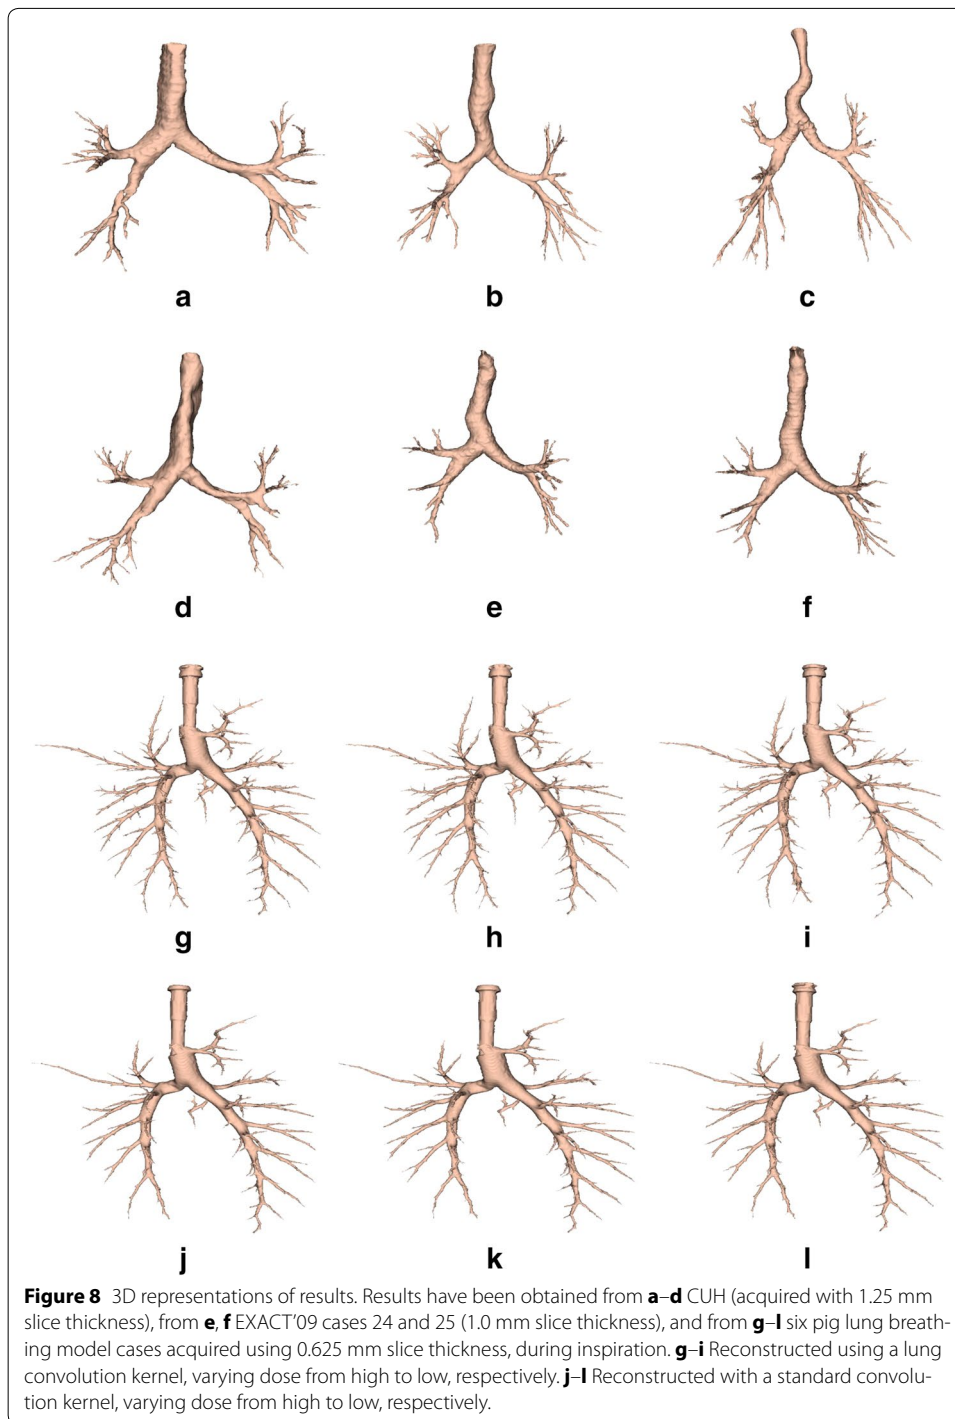 a
b
c
d
e
f
g
h
i
j
k
l
Figure 8 3D representations of results. Results have been obtained from a–d CUH (acquired with 1.25 mm
slice thickness), from e, f EXACT’09 cases 24 and 25 (1.0 mm slice thickness), and from g–l six pig lung breath-
ing model cases acquired using 0.625 mm slice thickness, during inspiration. g–i Reconstructed using a lung
convolution kernel, varying dose from high to low, respectively. j–l Reconstructed with a standard convolu-
tion kernel, varying dose from high to low, respectively.